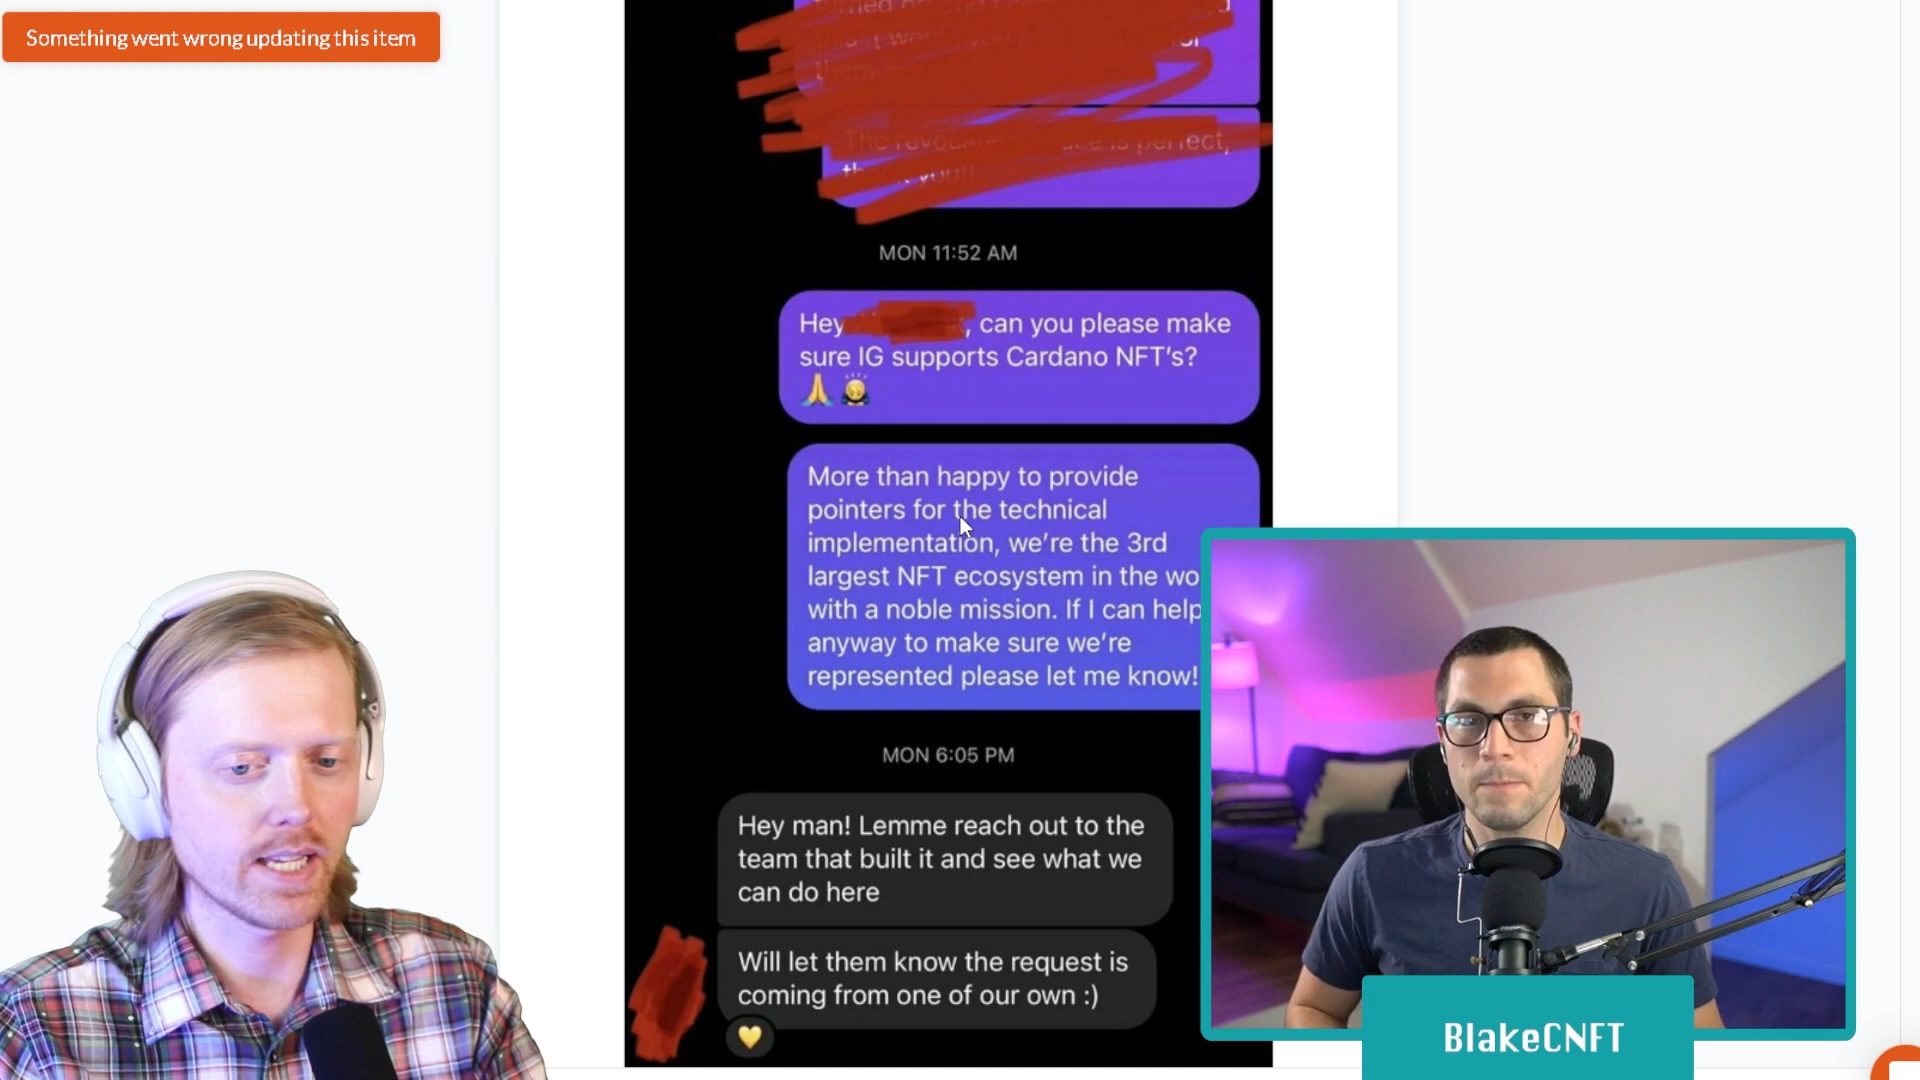 Something went wrong updating this item
perfect,
MON 11:52 AM
Hey , can you please make
sure IG supports Cardano NFT's?
🙏🙇
More than happy to provide
pointers for the technical
implementation, we're the 3rd
largest NFT ecosystem in the wo
with a noble mission. If I can help
anyway to make sure we're
represented please let me know!
MON 6:05 PM
Hey man! Lemme reach out to the
team that built it and see what we
can do here
Will let them know the request is
coming from one of our own :)
💛
BlakeCNFT